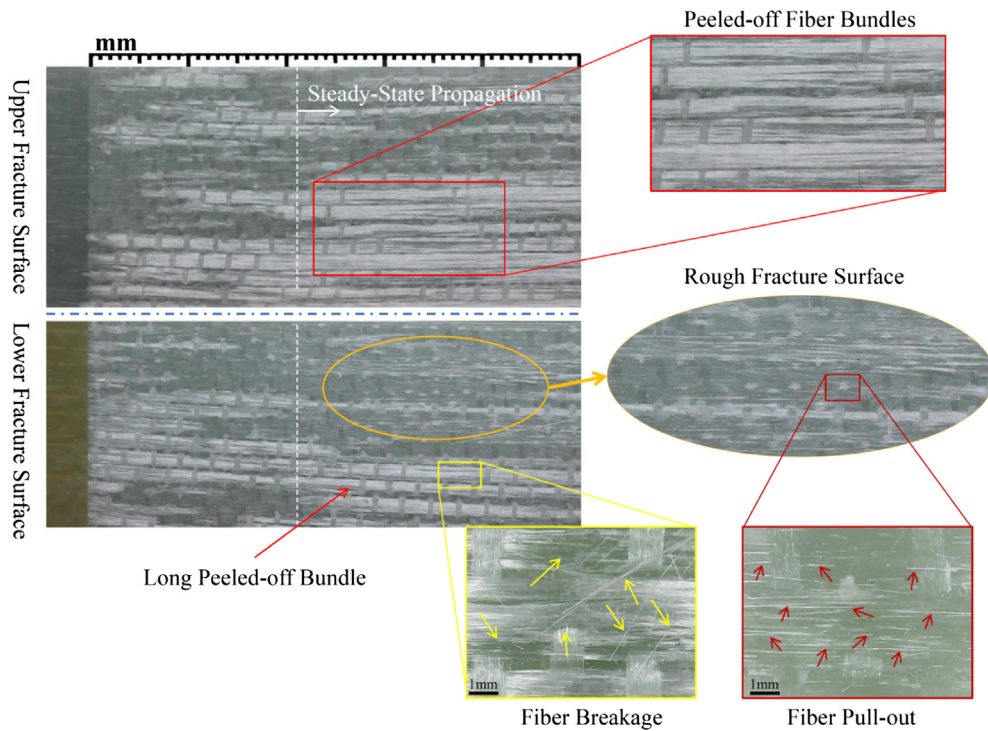 Peeled-off Fiber Bundles
mm
Upper Fracture Surface
Steady-State Propagation
Rough Fracture Surface
Lower Fracture Surface
Long Peeled-off Bundle
1mm
1mm
Fiber Breakage
Fiber Pull-out